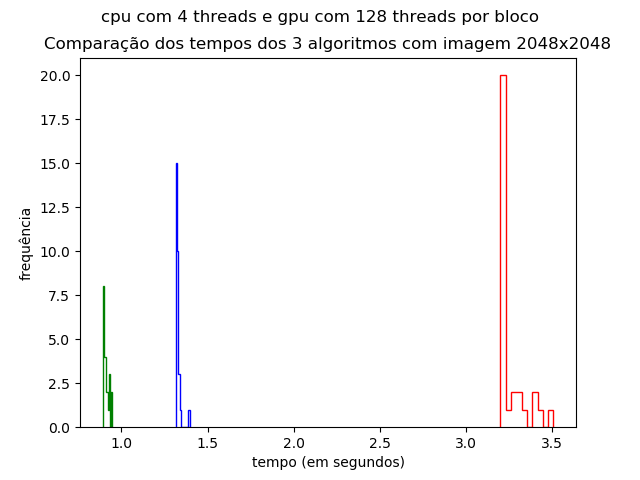 cpu com 4 threads e gpu com 128 threads por bloco
Comparação dos tempos dos 3 algoritmos com imagem 2048x2048
20.0
17.5
15.0
12.5
10.0
7.5
5.0
2.5
0.0
frequência
1.0 1.5 2.0 2.5 3.0 3.5
tempo (em segundos)